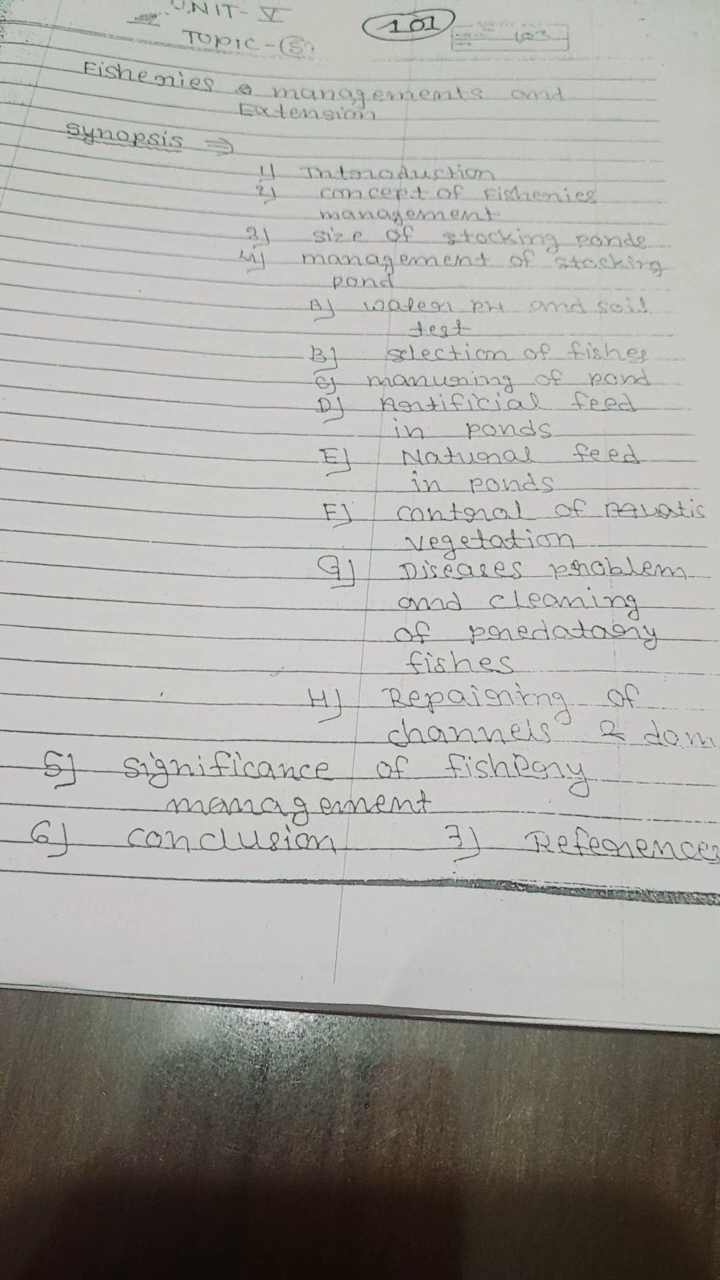 UNIT - V
TOPIC - (5)
101
Fisheries managements and
Extension
Synopsis ⇒
1) Introduction
2) concept of Fisheries
management
3) size of stocking ponds
4) management of stocking
pond
A) water PH and soil
test
B) selection of fishes
C) manuring of pond
D) Artificial feed
in ponds
E) Natural feed
in ponds
F) control of Aquatic
vegetation
G) Diseases problem
and cleaning
of predatary
fishes
H) Repairing of
channels & dam
5) significance of fishery
management
6) conclusion 7) References